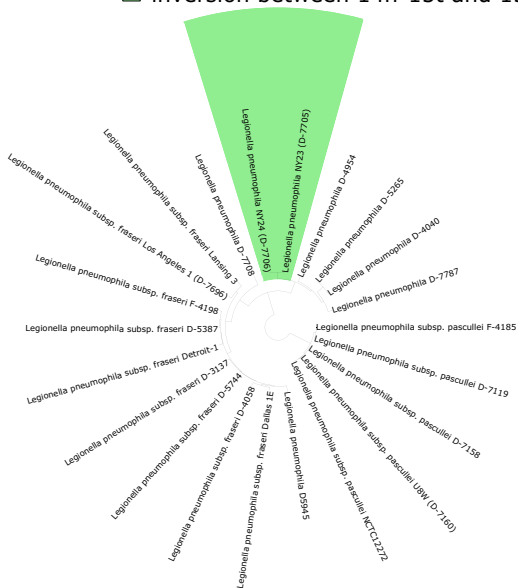 Inversion between
Legionella pneumophila NY24 (D-7706)
Legionella pneumophila NY23 (D-7705)
Legionella pneumophila D-4954
Legionella pneumophila D-5265
Legionella pneumophila D-4040
Legionella pneumophila D-7787
Legionella pneumophila subsp. pascullei F-4185
Legionella pneumophila subsp. pascullei D-7119
Legionella pneumophila subsp. pascullei D-7158
Legionella pneumophila subsp. pascullei U8W (D-7160)
Legionella pneumophila subsp. pascullei NCTC12272
Legionella pneumophila D5945
Legionella pneumophila subsp. fraseri Dallas 1E
Legionella pneumophila subsp. fraseri D-4058
Legionella pneumophila subsp. fraseri D-5744
Legionella pneumophila subsp. fraseri D-3137
Legionella pneumophila subsp. fraseri Detroit-1
Legionella pneumophila subsp. fraseri D-5387
Legionella pneumophila subsp. fraseri F-4198
Legionella pneumophila subsp. fraseri Los Angeles 1 (D-7696)
Legionella pneumophila subsp. fraseri Lansing 3
Legionella pneumophila D-7708